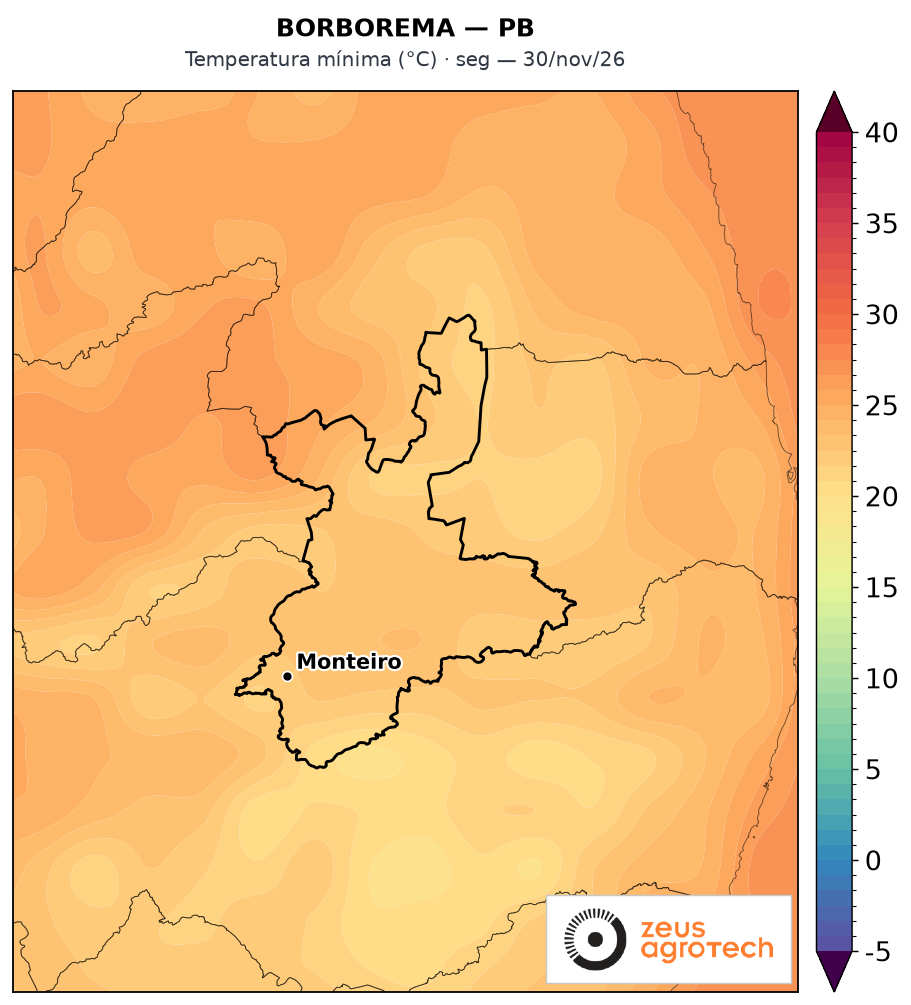 BORBOREMA — PB
Temperatura mínima (°C) · seg — 30/nov/26
40
35
30
25
20
15
10
5
0
-5
Monteiro
zeus
agrotech